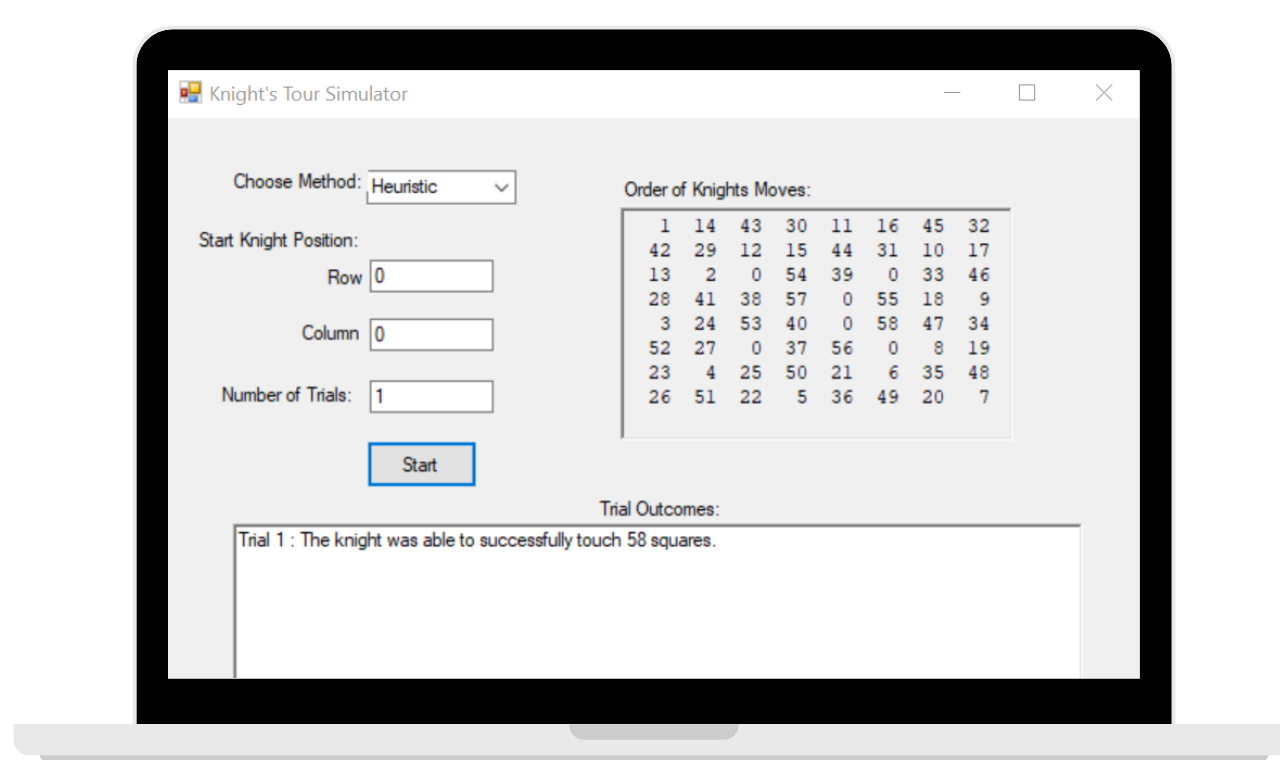 Knight's Tour Simulator
Choose Method: Heuristic
Start Knight Position:
Row 0
Column 0
Number of Trials: 1
Start
Order of Knights Moves:
1 14 43 30 11 16 45 32
42 29 12 15 44 31 10 17
13 2 0 54 39 0 33 46
28 41 38 57 0 55 18 9
3 24 53 40 0 58 47 34
52 27 0 37 56 0 8 19
23 4 25 50 21 6 35 48
26 51 22 5 36 49 20 7
Trial Outcomes:
Trial 1 : The knight was able to successfully touch 58 squares.